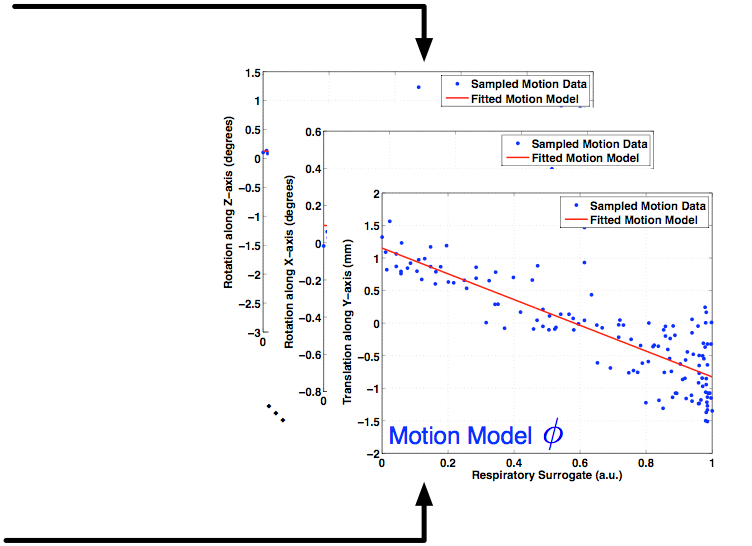 1.5
1
0.5
0
−0.5
−1
−1.5
−2
−2.5
−3
0
Rotation along Z−axis (degrees)
Sampled Motion Data
Fitted Motion Model
0.6
0.4
0.2
0
−0.2
−0.4
−0.6
−0.8
0
Rotation along X−axis (degrees)
Sampled Motion Data
Fitted Motion Model
2
1.5
1
0.5
0
−0.5
−1
−1.5
−2
Translation along Y−axis (mm)
Sampled Motion Data
Fitted Motion Model
Motion Model ϕ
0 0.2 0.4 0.6 0.8 1
Respiratory Surrogate (a.u.)